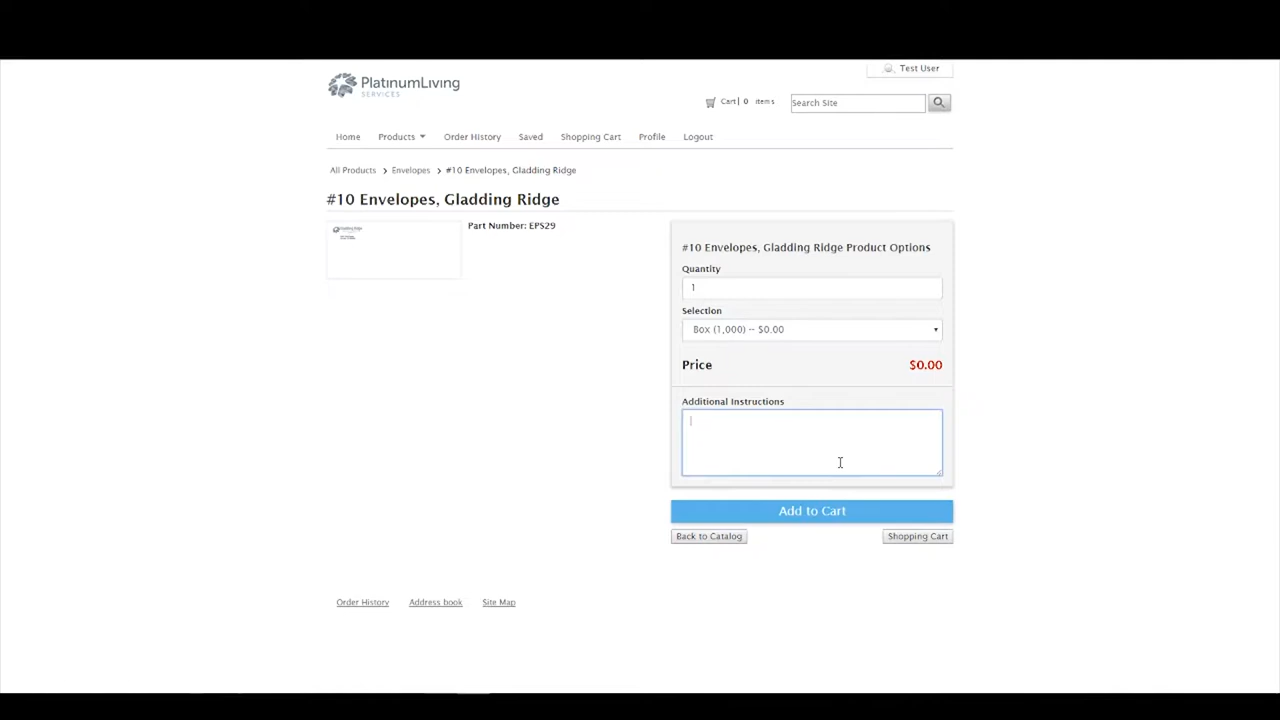 PlatinumLiving
SERVICES
Test User
Cart| 0 items
Search Site
Home Products Order History Saved Shopping Cart Profile Logout
All Products > Envelopes > #10 Envelopes, Gladding Ridge
#10 Envelopes, Gladding Ridge
Gladding Ridge
Part Number: EPS29
#10 Envelopes, Gladding Ridge Product Options
Quantity
1
Selection
Box (1,000) -- $0.00
Price $0.00
Additional Instructions
Add to Cart
Back to Catalog Shopping Cart
Order History Address book Site Map